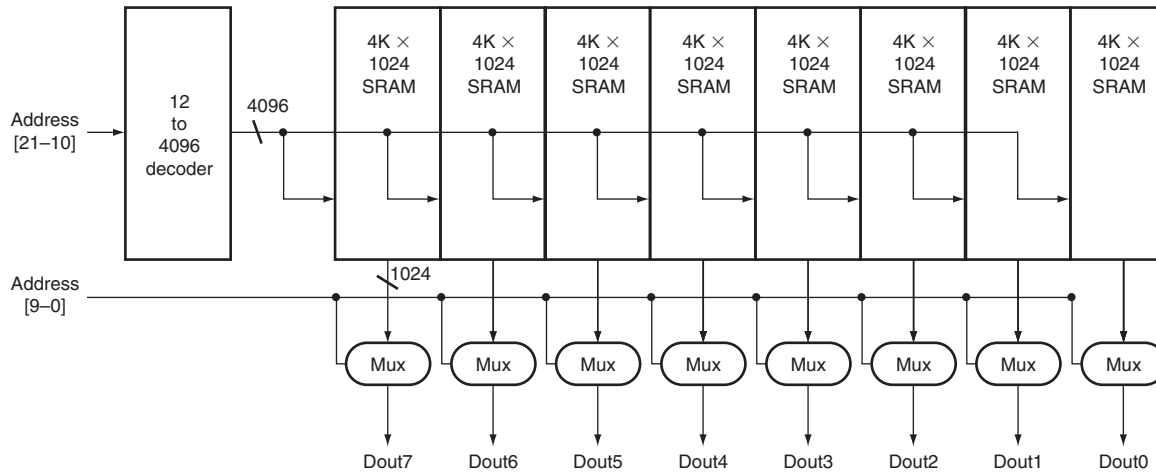 4K ×
1024
SRAM
4K ×
1024
SRAM
4K ×
1024
SRAM
4K ×
1024
SRAM
4K ×
1024
SRAM
4K ×
1024
SRAM
4K ×
1024
SRAM
4K ×
1024
SRAM
Address
[21–10]
12
to
4096
decoder
4096
Address
[9–0]
1024
Mux
Mux
Mux
Mux
Mux
Mux
Mux
Mux
Dout7
Dout6
Dout5
Dout4
Dout3
Dout2
Dout1
Dout0